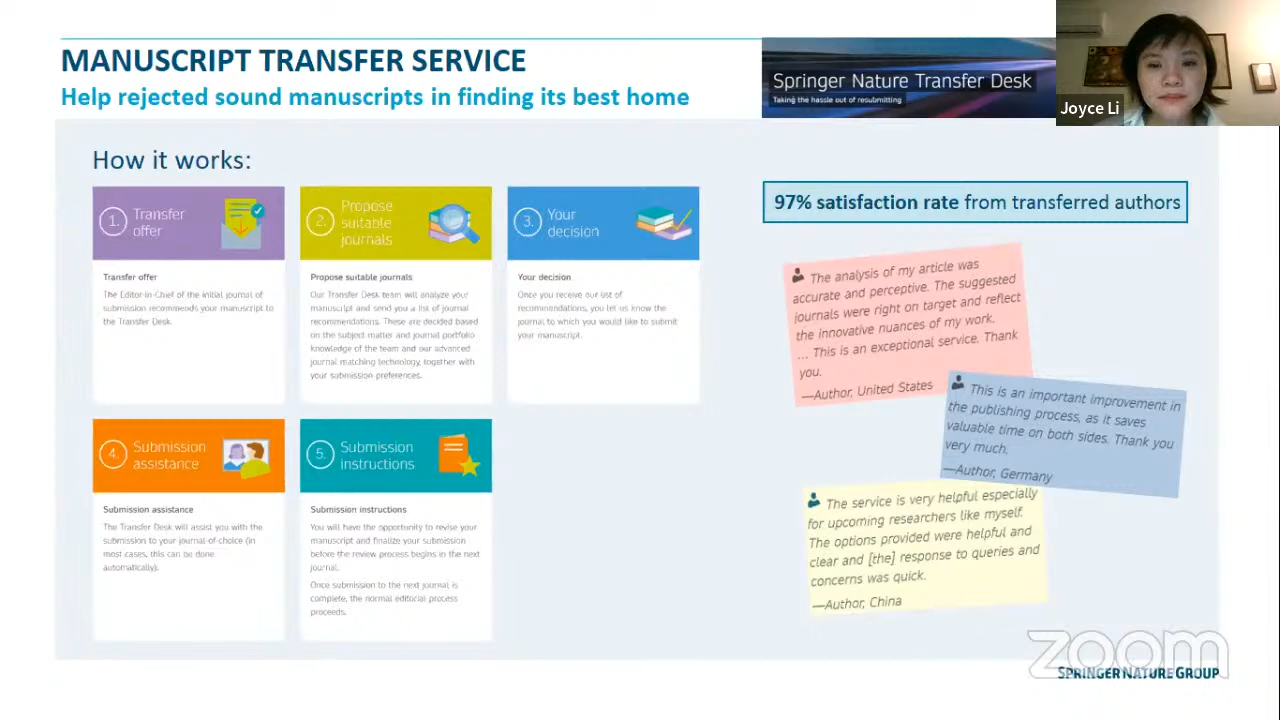 MANUSCRIPT TRANSFER SERVICE
Help rejected sound manuscripts in finding its best home
Springer Nature Transfer Desk
Taking the hassle out of resubmitting
Joyce Li
How it works:
1. Transfer
offer
Transfer offer
The Editor-in-Chief of the initial journal of
submission recommends your manuscript to
the Transfer Desk.
2. Propose
suitable
journals
Propose suitable journals
Our Transfer Desk team will analyze your
manuscript and send you a list of journal
recommendations. These are decided based
on the subject matter and journal portfolio
knowledge of the team and our advanced
journal matching technology, together with
your submission preferences.
3. Your
decision
Your decision
Once you receive our list of
recommendations, you let us know the
journal to which you would like to submit
your manuscript.
4. Submission
assistance
Submission assistance
The Transfer Desk will assist you with the
submission to your journal-of-choice (in
most cases, this can be done
automatically).
5. Submission
instructions
Submission instructions
You will have the opportunity to revise your
manuscript and finalize your submission
before the review process begins in the next
journal.
Once submission to the next journal is
complete, the normal editorial process
proceeds.
97% satisfaction rate from transferred authors
The analysis of my article was
accurate and perceptive. The suggested
journals were right on target and reflect
the innovative nuances of my work.
... This is an exceptional service. Thank
you.
—Author, United States
This is an important improvement in
the publishing process, as it saves
valuable time on both sides. Thank you
very much.
—Author, Germany
The service is very helpful especially
for upcoming researchers like myself.
The options provided were helpful and
clear and [the] response to queries and
concerns was quick.
—Author, China
zoom
SPRINGER NATURE GROUP